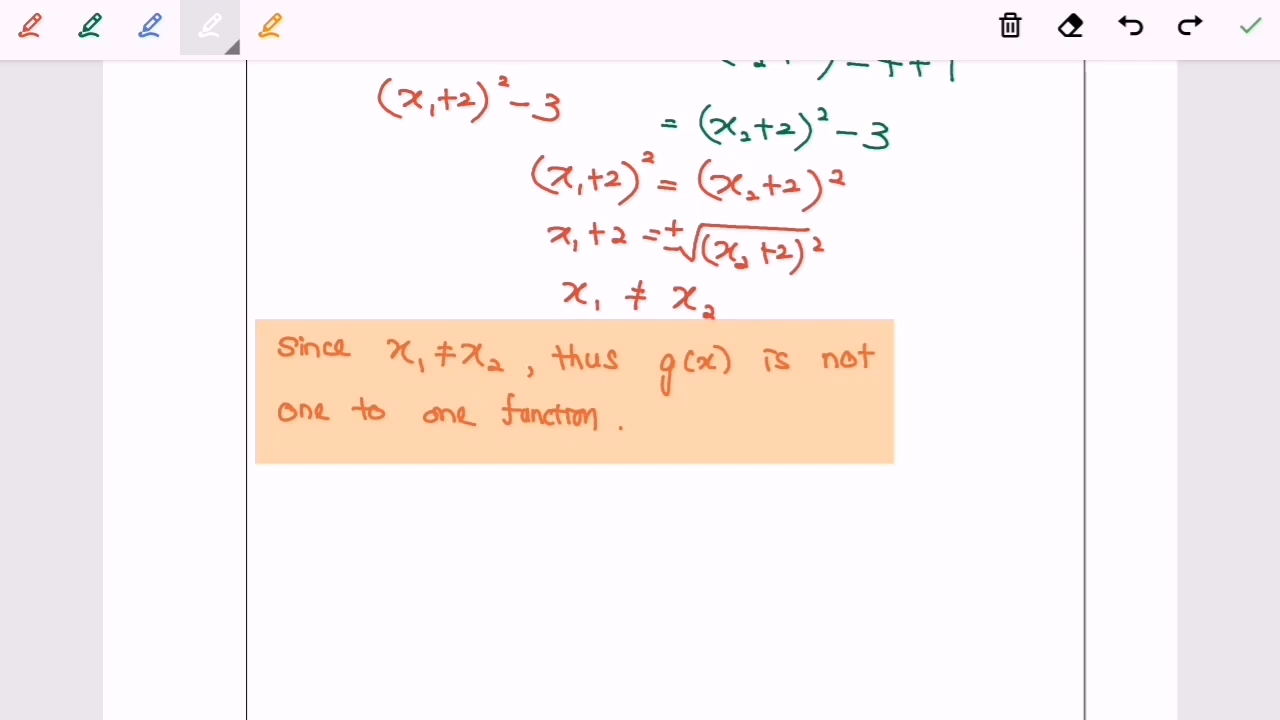 (x₁+2)² - 3
= (x₂+2)² - 3
(x₁+2)² = (x₂+2)²
x₁ + 2 = ±√(x₂+2)²
x₁ ≠ x₂
Since x₁ ≠ x₂, thus g(x) is not
one to one function.